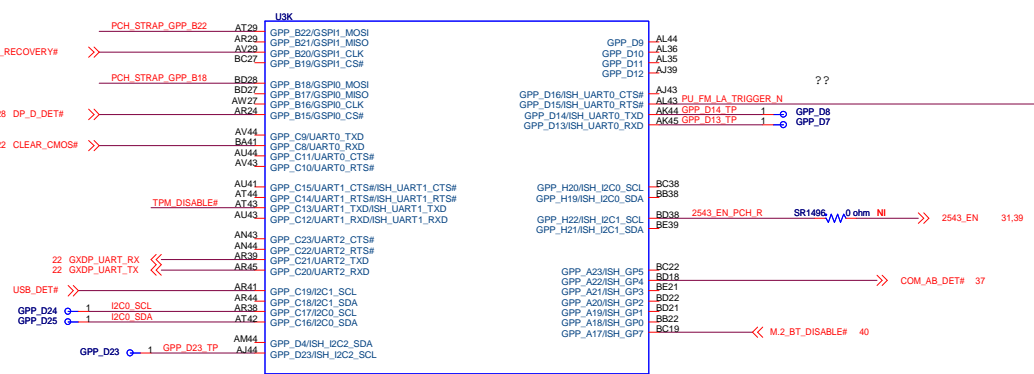 U3K
PCH_STRAP_GPP_B22 AT29 GPP_B22/GSPI1_MOSI
AR29 GPP_B21/GSPI1_MISO
_RECOVERY# AV29 GPP_B20/GSPI1_CLK
BC27 GPP_B19/GSPI1_CS#
PCH_STRAP_GPP_B18 BD28 GPP_B18/GSPI0_MOSI
BD27 GPP_B17/GSPI0_MISO
AW27 GPP_B16/GSPI0_CLK
28 DP_D_DET# AR24 GPP_B15/GSPI0_CS#
AV44 GPP_C9/UART0_TXD
22 CLEAR_CMOS# BA41 GPP_C8/UART0_RXD
AU44 GPP_C11/UART0_CTS#
AV43 GPP_C10/UART0_RTS#
AU41 GPP_C15/UART1_CTS#/ISH_UART1_CTS#
AT44 GPP_C14/UART1_RTS#/ISH_UART1_RTS#
TPM_DISABLE# AT43 GPP_C13/UART1_TXD/ISH_UART1_TXD
AU43 GPP_C12/UART1_RXD/ISH_UART1_RXD
AN43 GPP_C23/UART2_CTS#
AN44 GPP_C22/UART2_RTS#
22 GXDP_UART_RX AR39 GPP_C21/UART2_TXD
22 GXDP_UART_TX AR45 GPP_C20/UART2_RXD
USB_DET# AR41 GPP_C19/I2C1_SCL
AR44 GPP_C18/I2C1_SDA
GPP_D24 1 I2C0_SCL AR38 GPP_C17/I2C0_SCL
GPP_D25 1 I2C0_SDA AT42 GPP_C16/I2C0_SDA
AM44 GPP_D4/ISH_I2C2_SDA
GPP_D23 1 GPP_D23_TP AJ44 GPP_D23/ISH_I2C2_SCL
GPP_D9 AL44
GPP_D10 AL36
GPP_D11 AL35
GPP_D12 AJ39
??
GPP_D16/ISH_UART0_CTS# AJ43
GPP_D15/ISH_UART0_RTS# AL43 PU_FM_LA_TRIGGER_N
GPP_D14/ISH_UART0_TXD AK44 GPP_D14_TP 1 GPP_D8
GPP_D13/ISH_UART0_RXD AK45 GPP_D13_TP 1 GPP_D7
GPP_H20/ISH_I2C0_SCL BC38
GPP_H19/ISH_I2C0_SDA BB38
GPP_H22/ISH_I2C1_SCL BD38 2543_EN_PCH_R SR1496 0 ohm NI 2543_EN 31,39
GPP_H21/ISH_I2C1_SDA BE39
GPP_A23/ISH_GP5 BC22
GPP_A22/ISH_GP4 BD18 COM_AB_DET# 37
GPP_A21/ISH_GP3 BE21
GPP_A20/ISH_GP2 BD22
GPP_A19/ISH_GP1 BD21
GPP_A18/ISH_GP0 BB22
GPP_A17/ISH_GP7 BC19 M.2_BT_DISABLE# 40